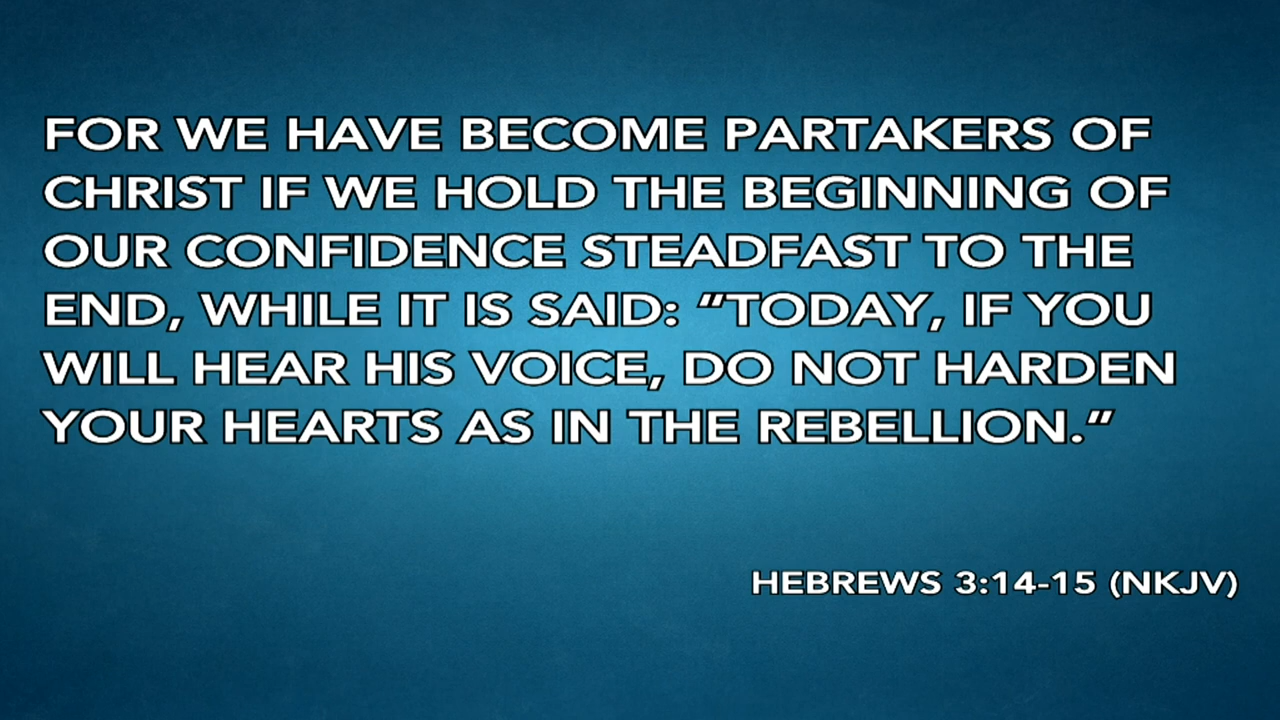 FOR WE HAVE BECOME PARTAKERS OF
CHRIST IF WE HOLD THE BEGINNING OF
OUR CONFIDENCE STEADFAST TO THE
END, WHILE IT IS SAID: “TODAY, IF YOU
WILL HEAR HIS VOICE, DO NOT HARDEN
YOUR HEARTS AS IN THE REBELLION.“
HEBREWS 3:14-15 (NKJV)